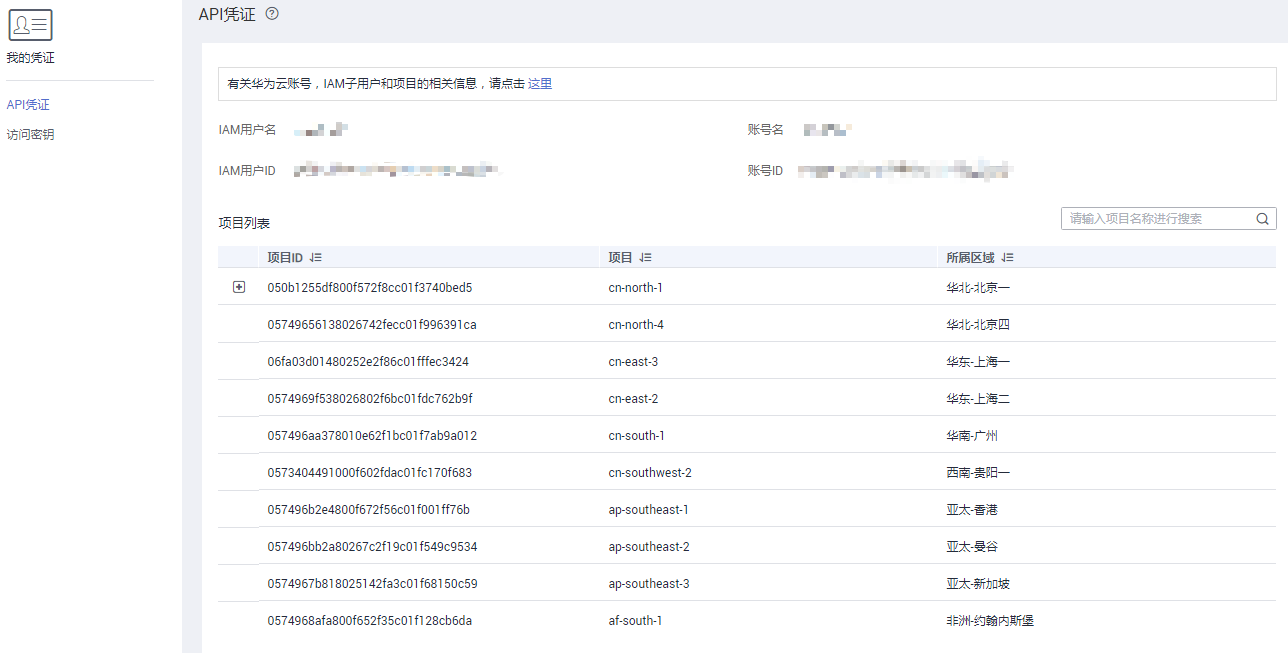 我的凭证
API凭证
访问密钥
API凭证
有关华为云账号，IAM子用户和项目的相关信息，请点击 这里
IAM用户名
账号名
IAM用户ID
账号ID
项目列表
请输入项目名称进行搜索
项目ID 项目 所属区域
050b1255df800f572f8cc01f3740bed5 cn-north-1 华北-北京一
05749656138026742fecc01f996391ca cn-north-4 华北-北京四
06fa03d01480252e2f86c01fffec3424 cn-east-3 华东-上海一
0574969f538026802f6bc01fdc762b9f cn-east-2 华东-上海二
057496aa378010e62f1bc01f7ab9a012 cn-south-1 华南-广州
0573404491000f602fdac01fc170f683 cn-southwest-2 西南-贵阳一
057496b2e4800f672f56c01f001ff76b ap-southeast-1 亚太-香港
057496bb2a80267c2f19c01f549c9534 ap-southeast-2 亚太-曼谷
0574967b818025142fa3c01f68150c59 ap-southeast-3 亚太-新加坡
0574968afa800f652f35c01f128cb6da af-south-1 非洲-约翰内斯堡